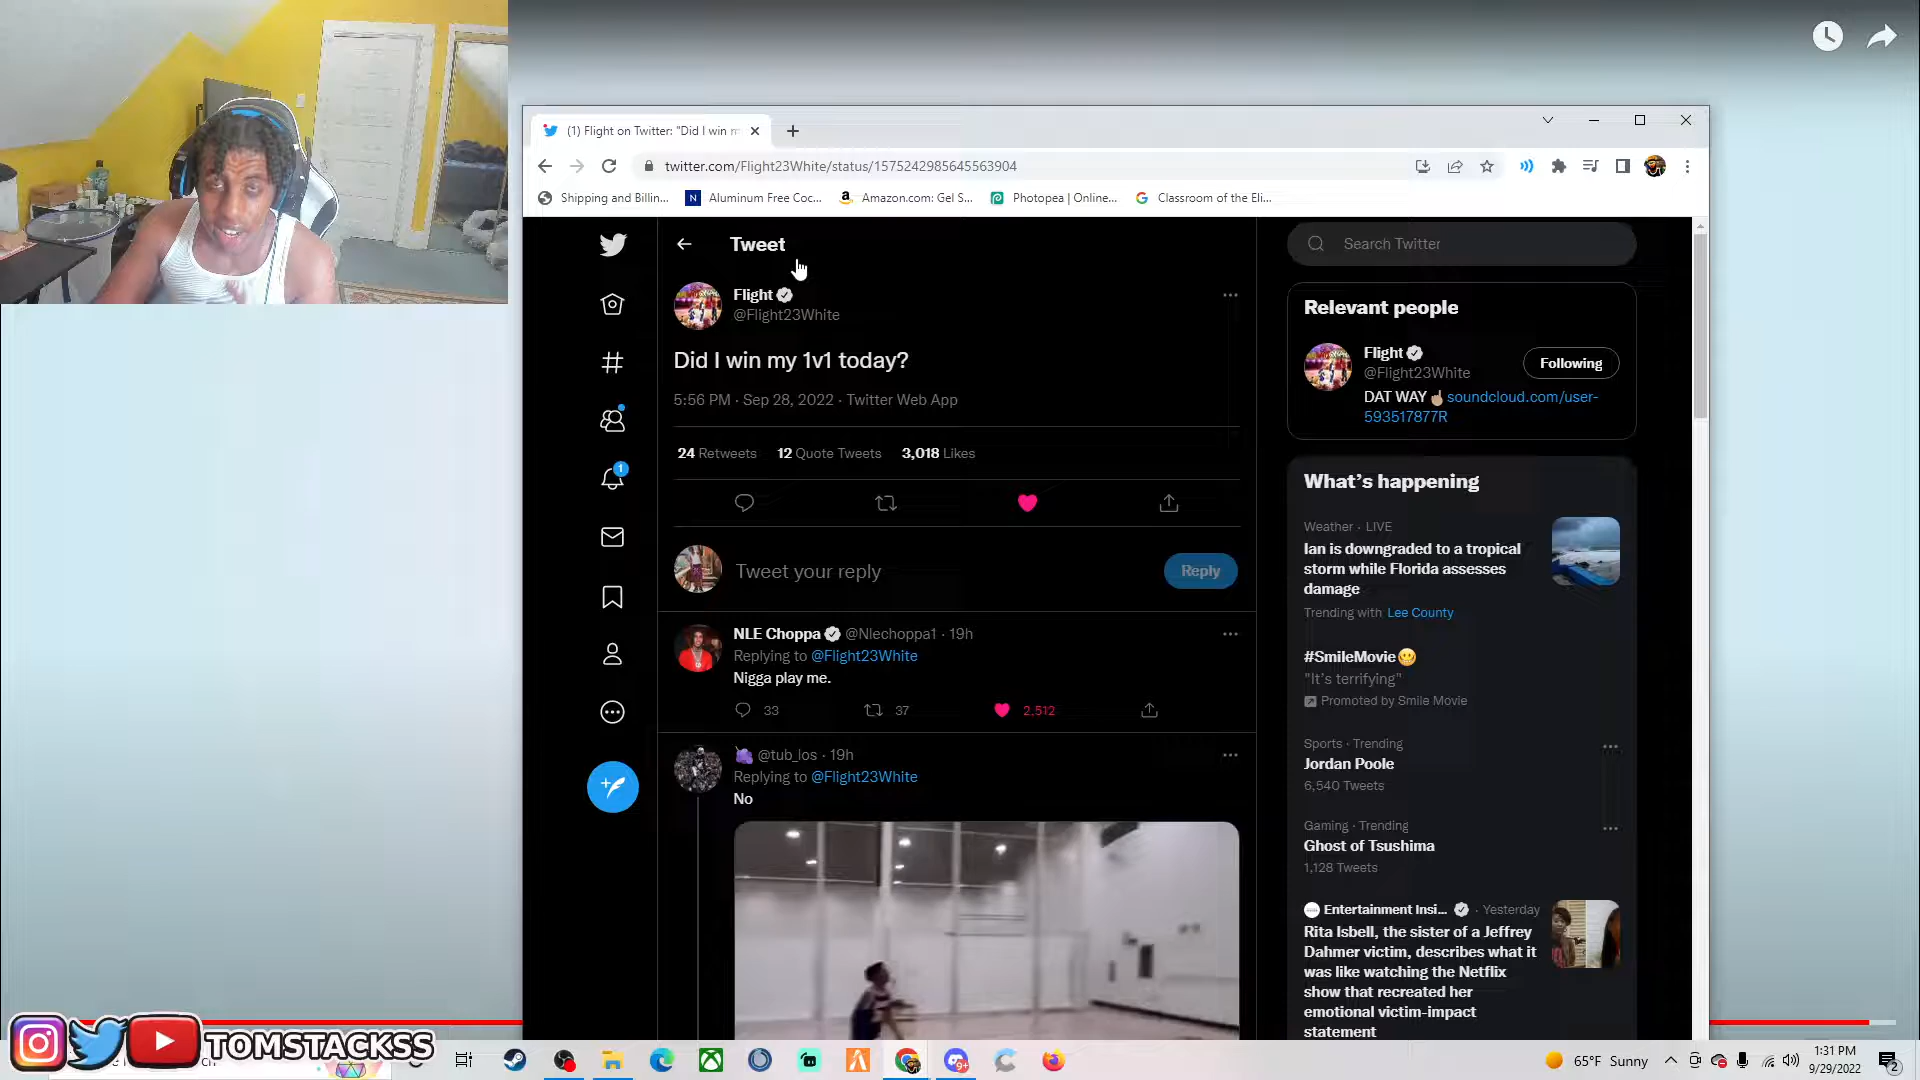 (1) Flight on Twitter: "Did I win m
twitter.com/Flight23White/status/1575242985645563904
Shipping and Billin...
Aluminum Free Coc...
Amazon.com: Gel S...
Photopea | Online...
Classroom of the Eli...
Tweet
Flight
@Flight23White
Did I win my 1v1 today?
5:56 PM · Sep 28, 2022 · Twitter Web App
24 Retweets 12 Quote Tweets 3,018 Likes
Tweet your reply
Reply
NLE Choppa @Nlechoppa1 · 19h
Replying to @Flight23White
Nigga play me.
33 37 2,512
@tub_los · 19h
Replying to @Flight23White
No
Search Twitter
Relevant people
Flight
@Flight23White
Following
DAT WAY soundcloud.com/user-
593517877R
What's happening
Weather · LIVE
Ian is downgraded to a tropical
storm while Florida assesses
damage
Trending with Lee County
#SmileMovie
"It's terrifying"
Promoted by Smile Movie
Sports · Trending
Jordan Poole
6,540 Tweets
Gaming · Trending
Ghost of Tsushima
1,128 Tweets
Entertainment Insi... · Yesterday
Rita Isbell, the sister of a Jeffrey
Dahmer victim, describes what it
was like watching the Netflix
show that recreated her
emotional victim-impact
statement
1
TOMSTACKSS
9+
65°F Sunny
1:31 PM
9/29/2022
2